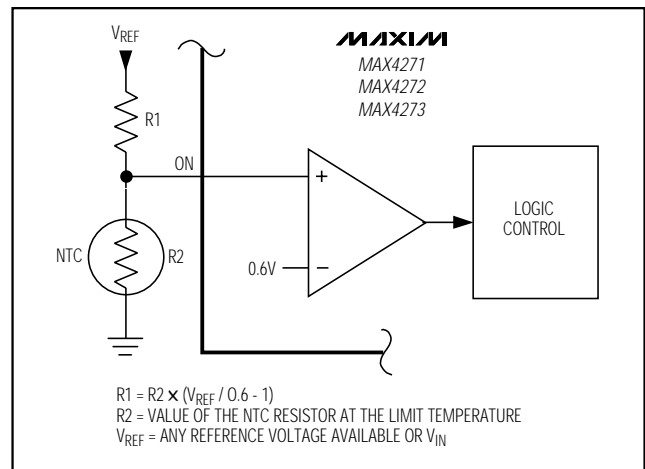 VREF
MAXIM
MAX4271
MAX4272
MAX4273
R1
ON
+
LOGIC
CONTROL
NTC
R2
0.6V
−
R1 = R2 x (VREF / 0.6 - 1)
R2 = VALUE OF THE NTC RESISTOR AT THE LIMIT TEMPERATURE
VREF = ANY REFERENCE VOLTAGE AVAILABLE OR VIN